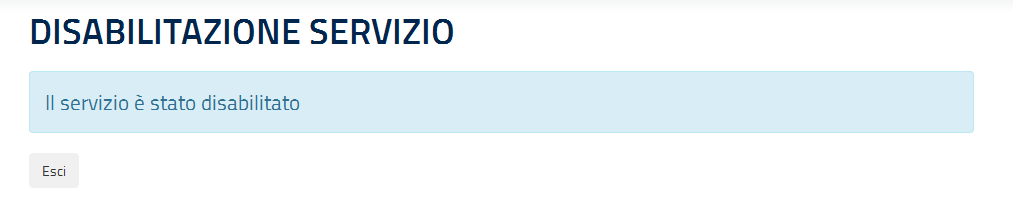 DISABILITAZIONE SERVIZIO
Il servizio è stato disabilitato
Esci